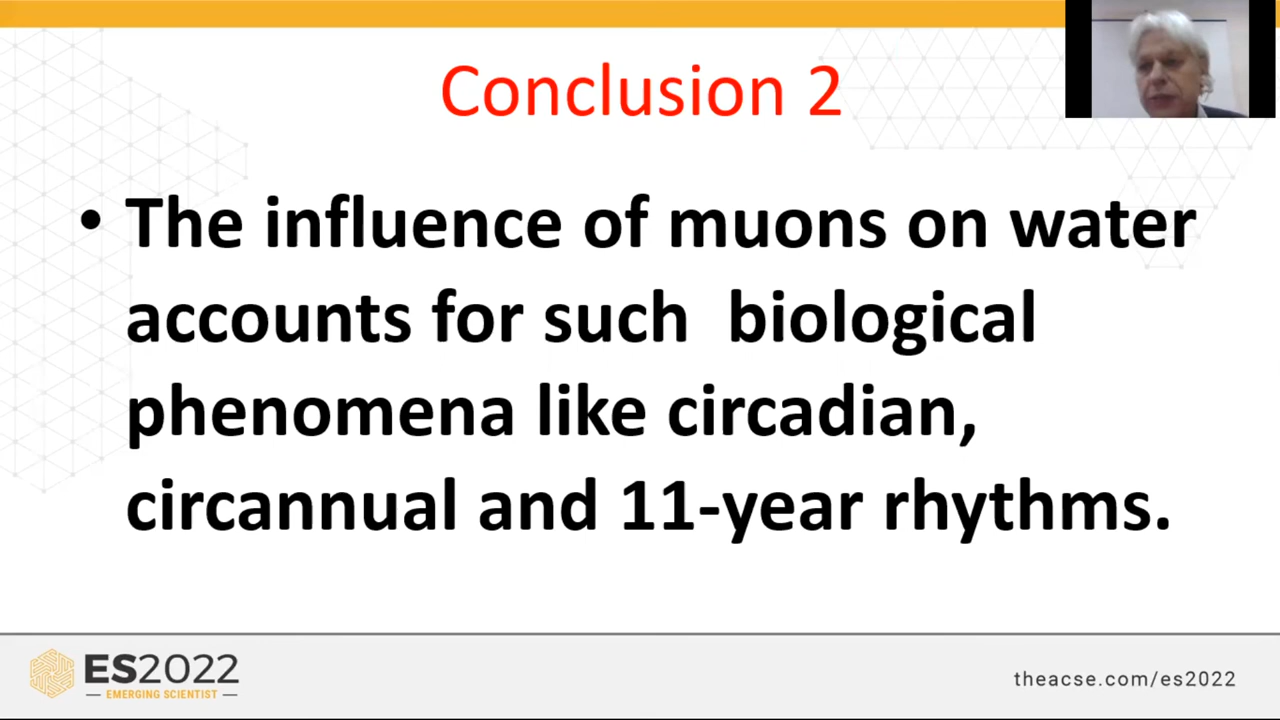 Conclusion 2
• The influence of muons on water
accounts for such  biological
phenomena like circadian,
circannual and 11-year rhythms.
ES2022
EMERGING SCIENTIST
theacse.com/es2022